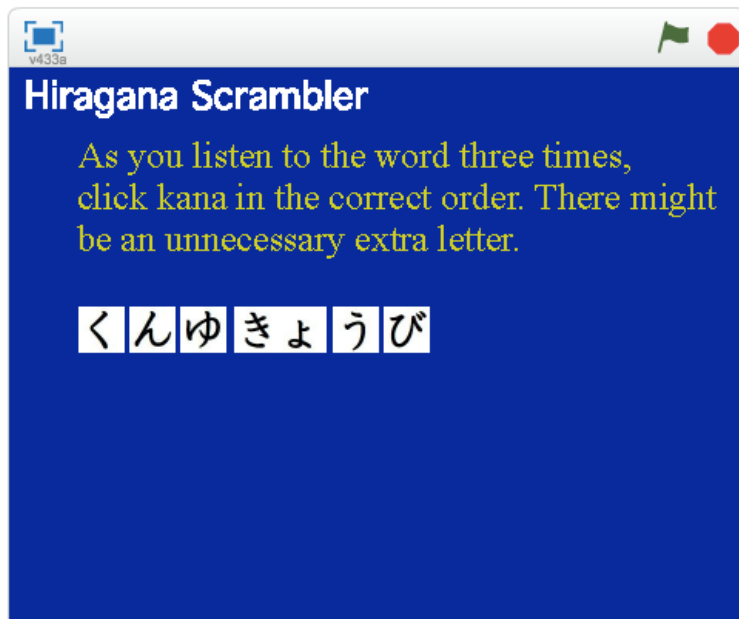 v433a
Hiragana Scrambler
As you listen to the word three times,
click kana in the correct order. There might
be an unnecessary extra letter.
くんゆきょうび